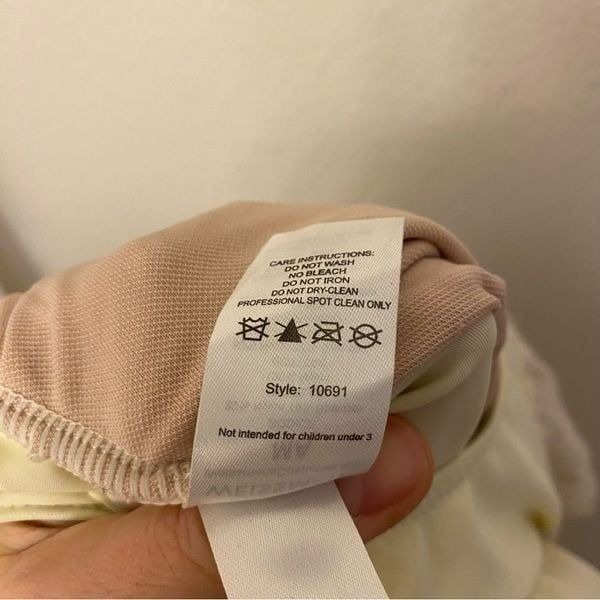 CARE INSTRUCTIONS:
DO NOT WASH
NO BLEACH
DO NOT IRON
DO NOT DRY-CLEAN
PROFESSIONAL SPOT CLEAN ONLY
Style: 10691
Not intended for children under 3